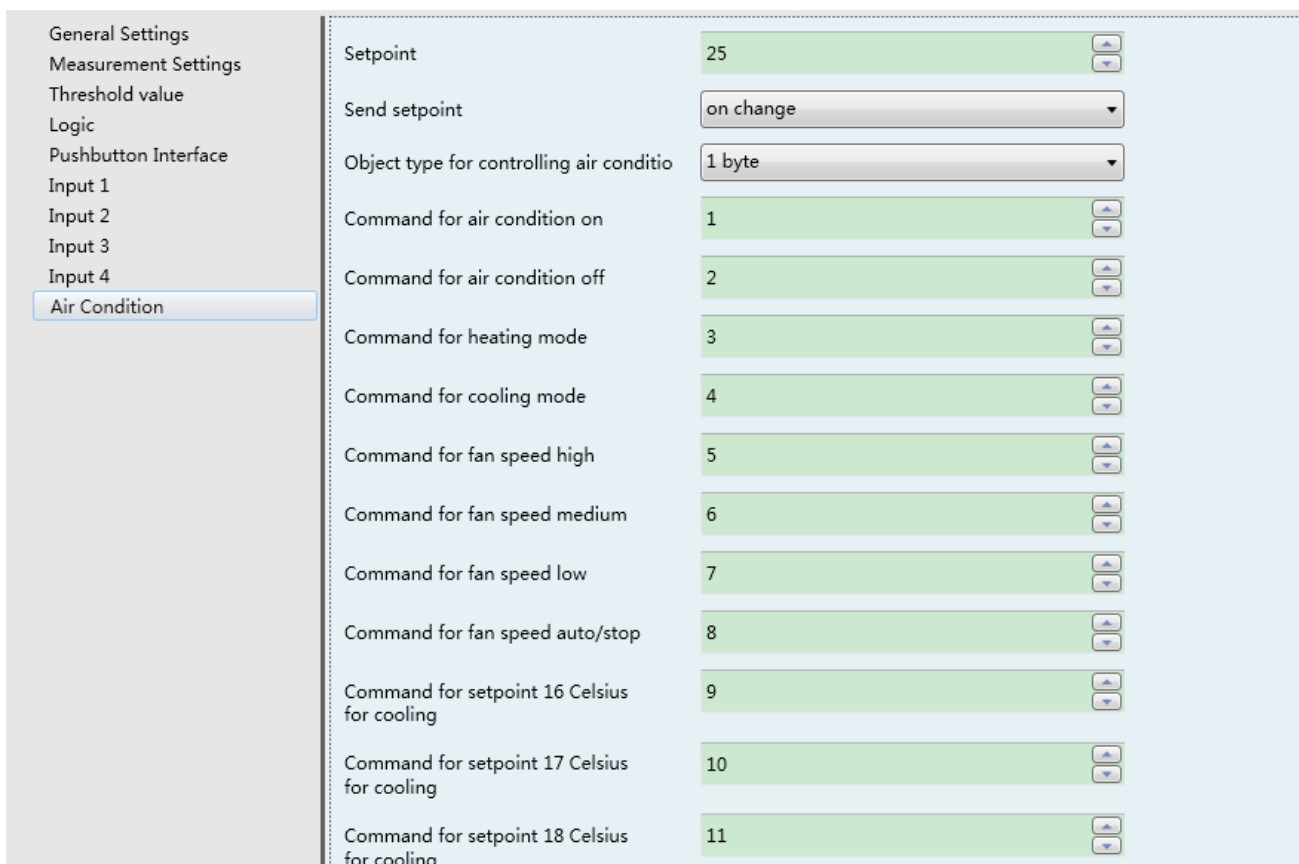 General Settings
Measurement Settings
Threshold value
Logic
Pushbutton Interface
Input 1
Input 2
Input 3
Input 4
Air Condition
Setpoint 25
Send setpoint on change
Object type for controlling air conditio 1 byte
Command for air condition on 1
Command for air condition off 2
Command for heating mode 3
Command for cooling mode 4
Command for fan speed high 5
Command for fan speed medium 6
Command for fan speed low 7
Command for fan speed auto/stop 8
Command for setpoint 16 Celsius 9
for cooling
Command for setpoint 17 Celsius 10
for cooling
Command for setpoint 18 Celsius 11
for cooling